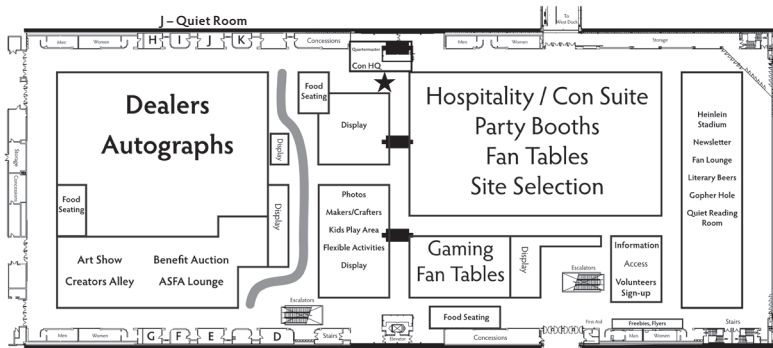 J – Quiet Room
To
West Dock
Men
Women
H
I
J
K
Concessions
Quartermaster
Con HQ
Men
Women
Storage
Dealers
Autographs
Food
Seating
Display
Display
Hospitality / Con Suite
Party Booths
Fan Tables
Site Selection
Heinlein
Stadium
Newsletter
Fan Lounge
Literary Beers
Gopher Hole
Quiet Reading
Room
Storage
Concessions
Food
Seating
Display
Photos
Makers/Crafters
Kids Play Area
Flexible Activities
Display
Art Show
Creators Alley
Benefit Auction
ASFA Lounge
Gaming
Fan Tables
Display
Escalators
Information
Access
Volunteers
Sign-up
Escalators
Food Seating
First Aid
Freebies, Flyers
Stairs
Men
Women
G
F
E
D
Stairs
Elevator
Concessions
Men
Women